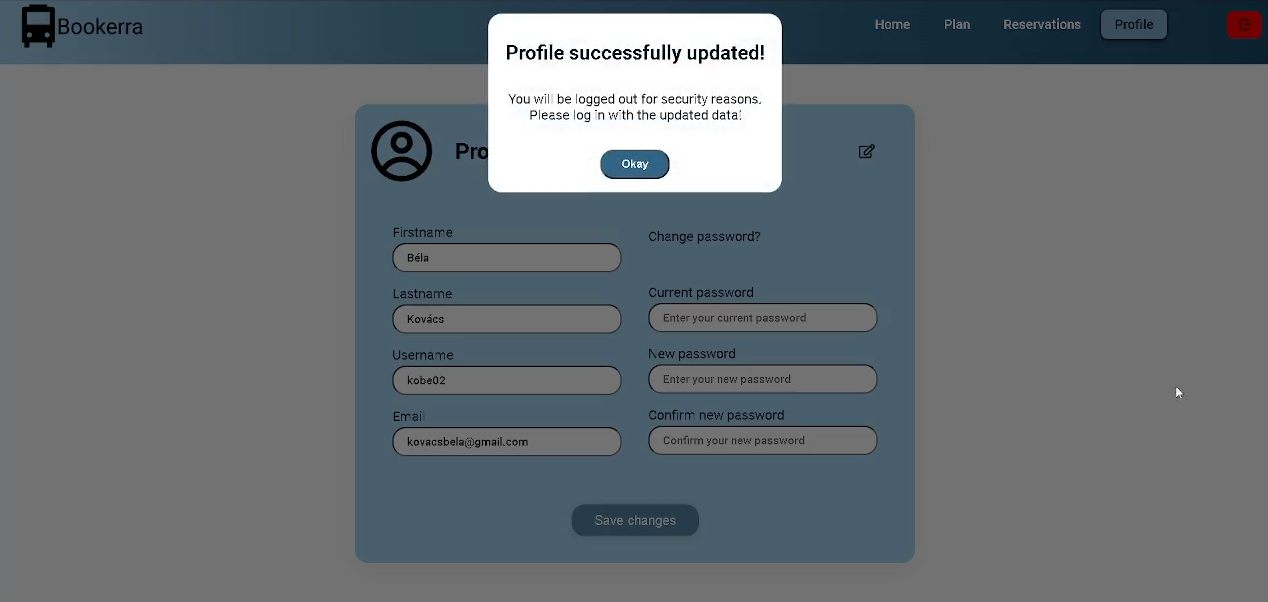 Bookerra
Home Plan Reservations Profile
Profile successfully updated!
You will be logged out for security reasons.
Please log in with the updated data!
Okay
Firstname
Béla
Lastname
Kovács
Username
kobe02
Email
kovacsbela@gmail.com
Change password?
Current password
Enter your current password
New password
Enter your new password
Confirm new password
Confirm your new password
Save changes